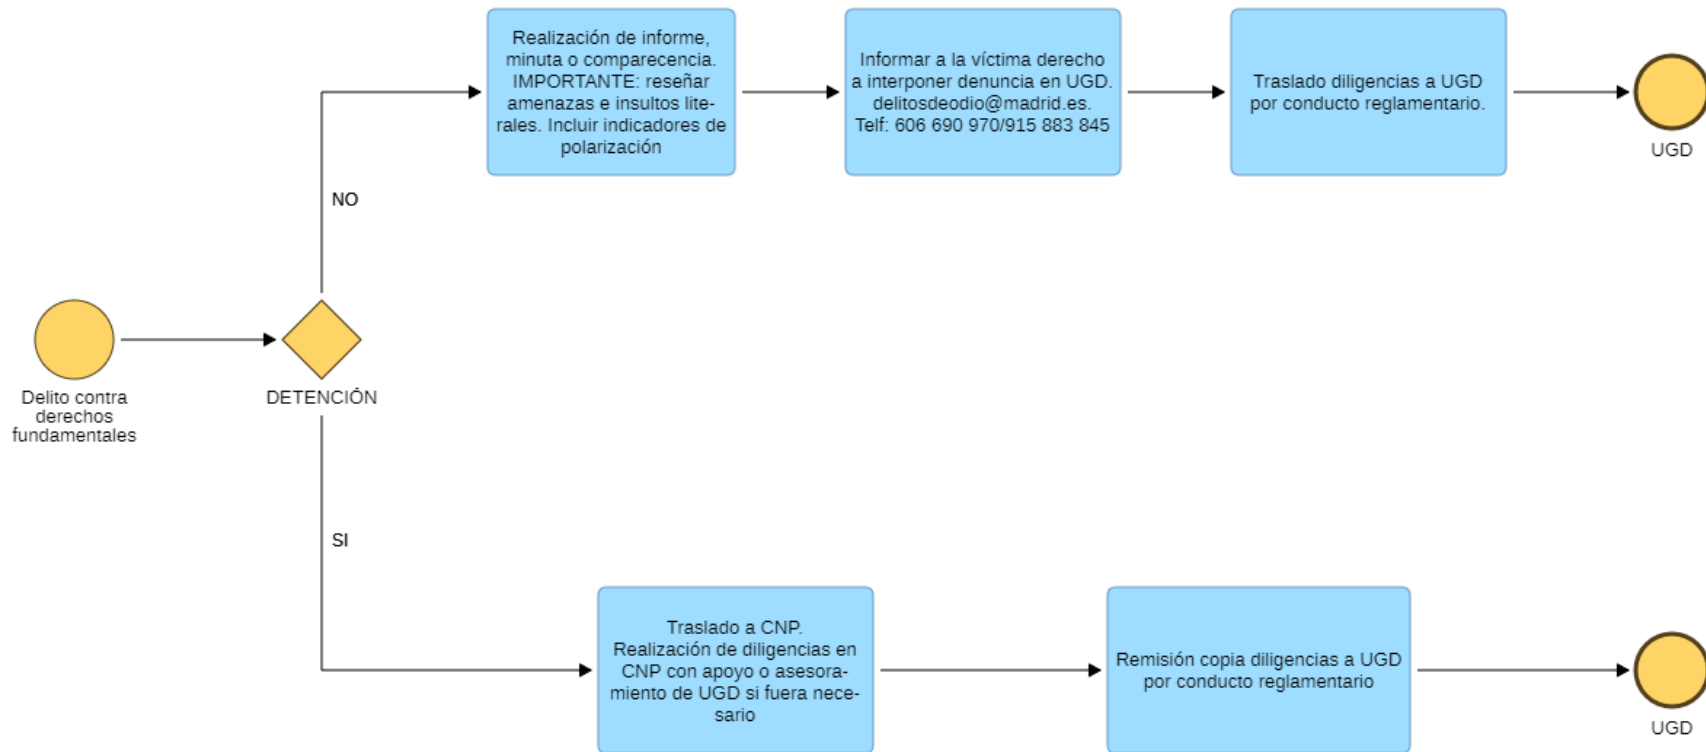 Realización de informe,
minuta o comparecencia.
IMPORTANTE: reseñar
amenazas e insultos lite-
rales. Incluir indicadores de
polarización
Informar a la víctima derecho
a interponer denuncia en UGD.
delitosdeodio@madrid.es.
Telf: 606 690 970/915 883 845
Traslado diligencias a UGD
por conducto reglamentario.
UGD
NO
Delito contra
derechos
fundamentales
DETENCIÓN
SI
Traslado a CNP.
Realización de diligencias en
CNP con apoyo o asesora-
miento de UGD si fuera nece-
sario
Remisión copia diligencias a UGD
por conducto reglamentario
UGD